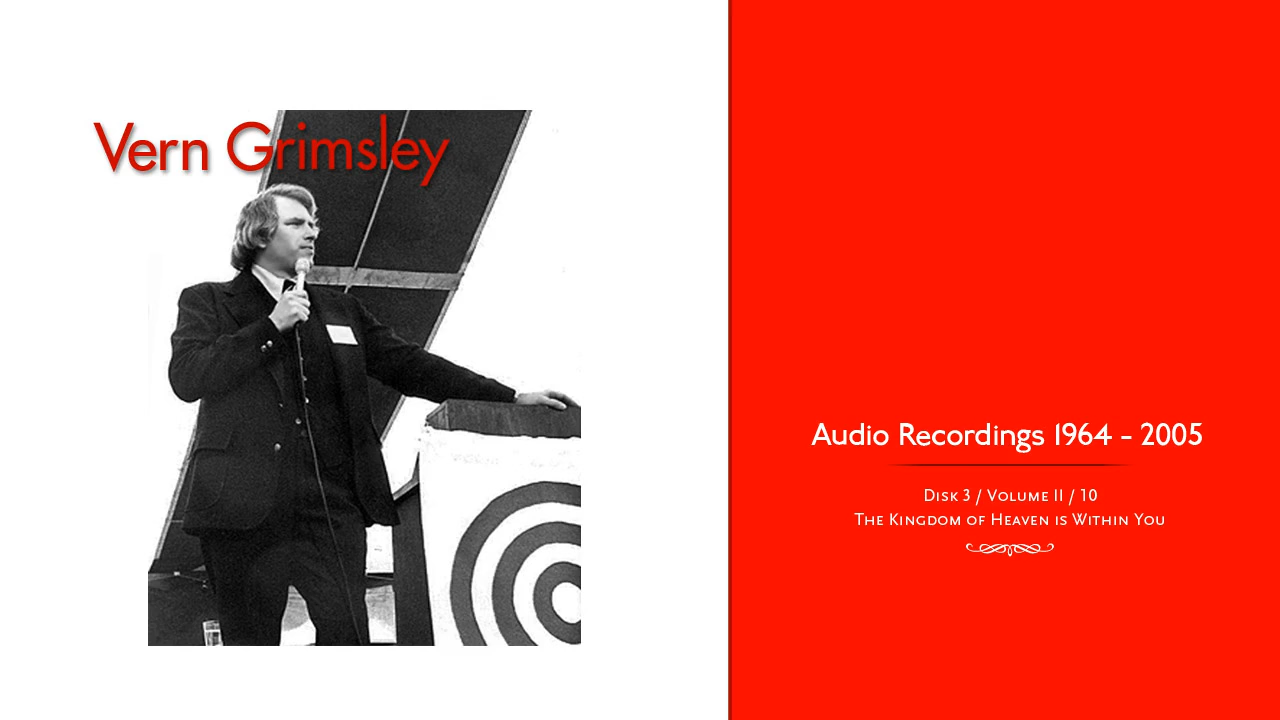 Vern Grimsley
Audio Recordings 1964 - 2005
Disk 3 / Volume II / 10
The Kingdom of Heaven is Within You